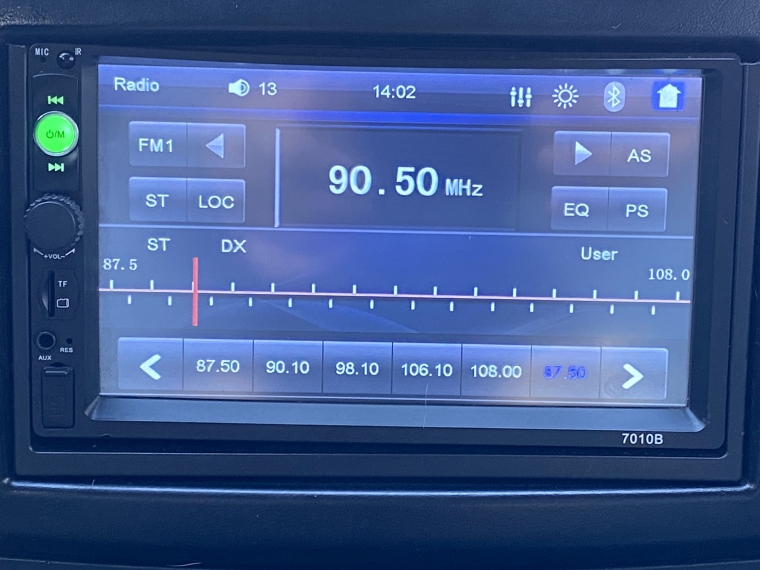 MIC IR
Radio 13 14:02
⏻/M
FM1 AS
90.50 MHz
ST LOC EQ PS
ST DX User
+VOL-
87.5 108.0
TF
AUX RES
87.50 90.10 98.10 106.10 108.00 87.50
7010B